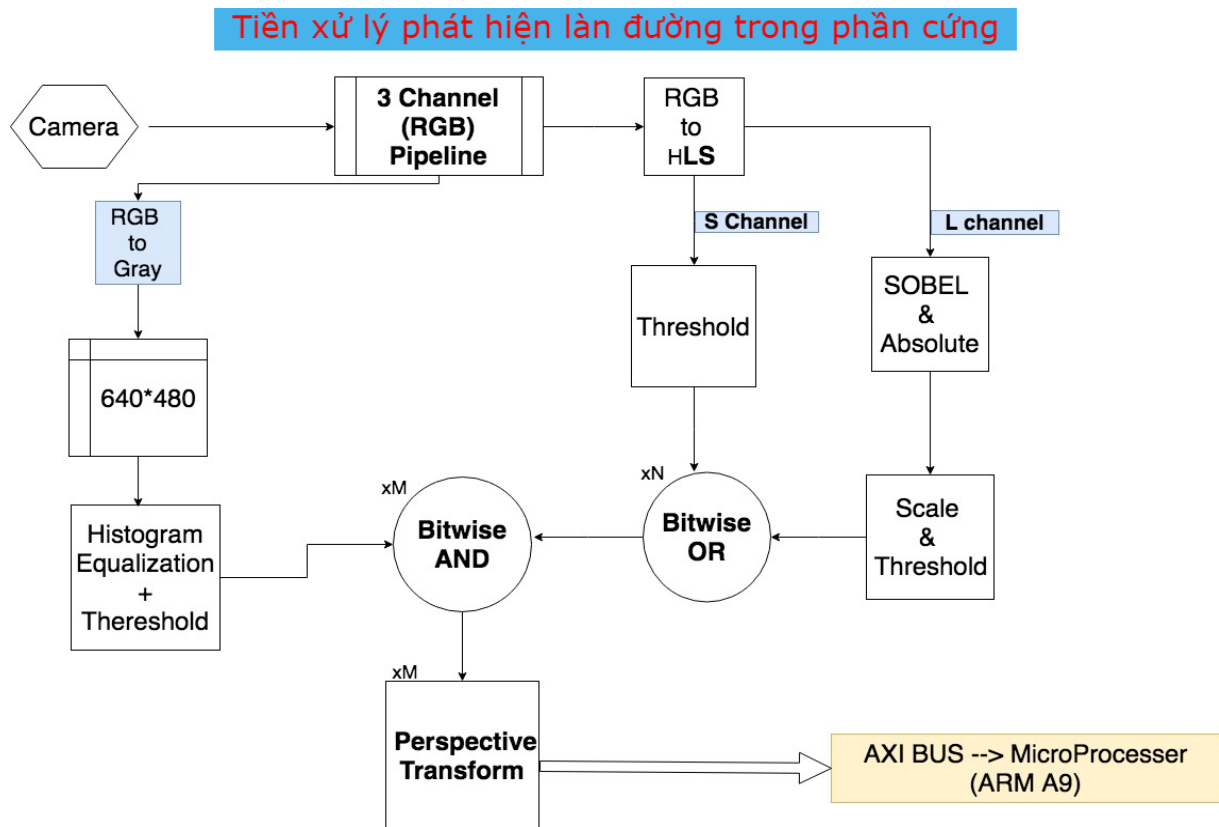 Tiền xử lý phát hiện làn đường trong phần cứng
Camera
3 Channel
(RGB)
Pipeline
RGB
to
HLS
RGB
to
Gray
S Channel
L channel
640*480
Threshold
SOBEL
&
Absolute
Histogram
Equalization
+
Thereshold
xM
Bitwise
AND
xN
Bitwise
OR
Scale
&
Threshold
xM
Perspective
Transform
AXI BUS --> MicroProcesser
(ARM A9)